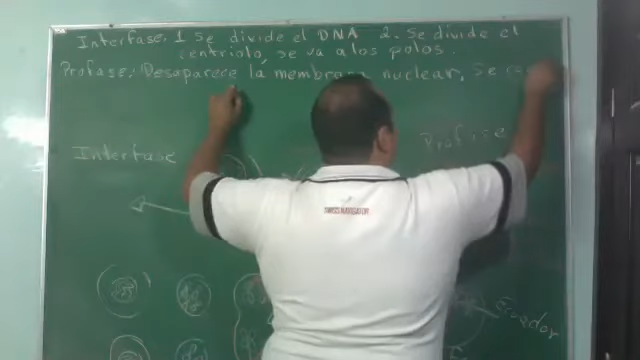 Interfase. 1 Se divide el DNA 2. Se divide el
centriolo, se va a los polos.
Profase: Desaparece la membrana nuclear, Se
Interfase
Profase
Ecuador